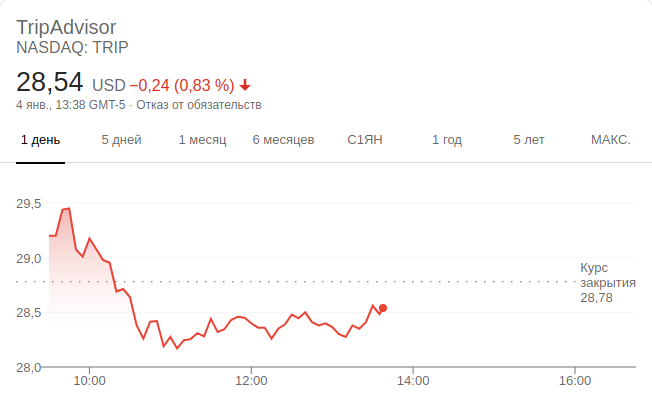 TripAdvisor
NASDAQ: TRIP
28,54 USD −0,24 (0,83 %)
4 янв., 13:38 GMT-5 · Отказ от обязательств
1 день 5 дней 1 месяц 6 месяцев С1ЯН 1 год 5 лет МАКС.
29,5
29,0
Курс
закрытия
28,78
28,5
28,0
10:00 12:00 14:00 16:00